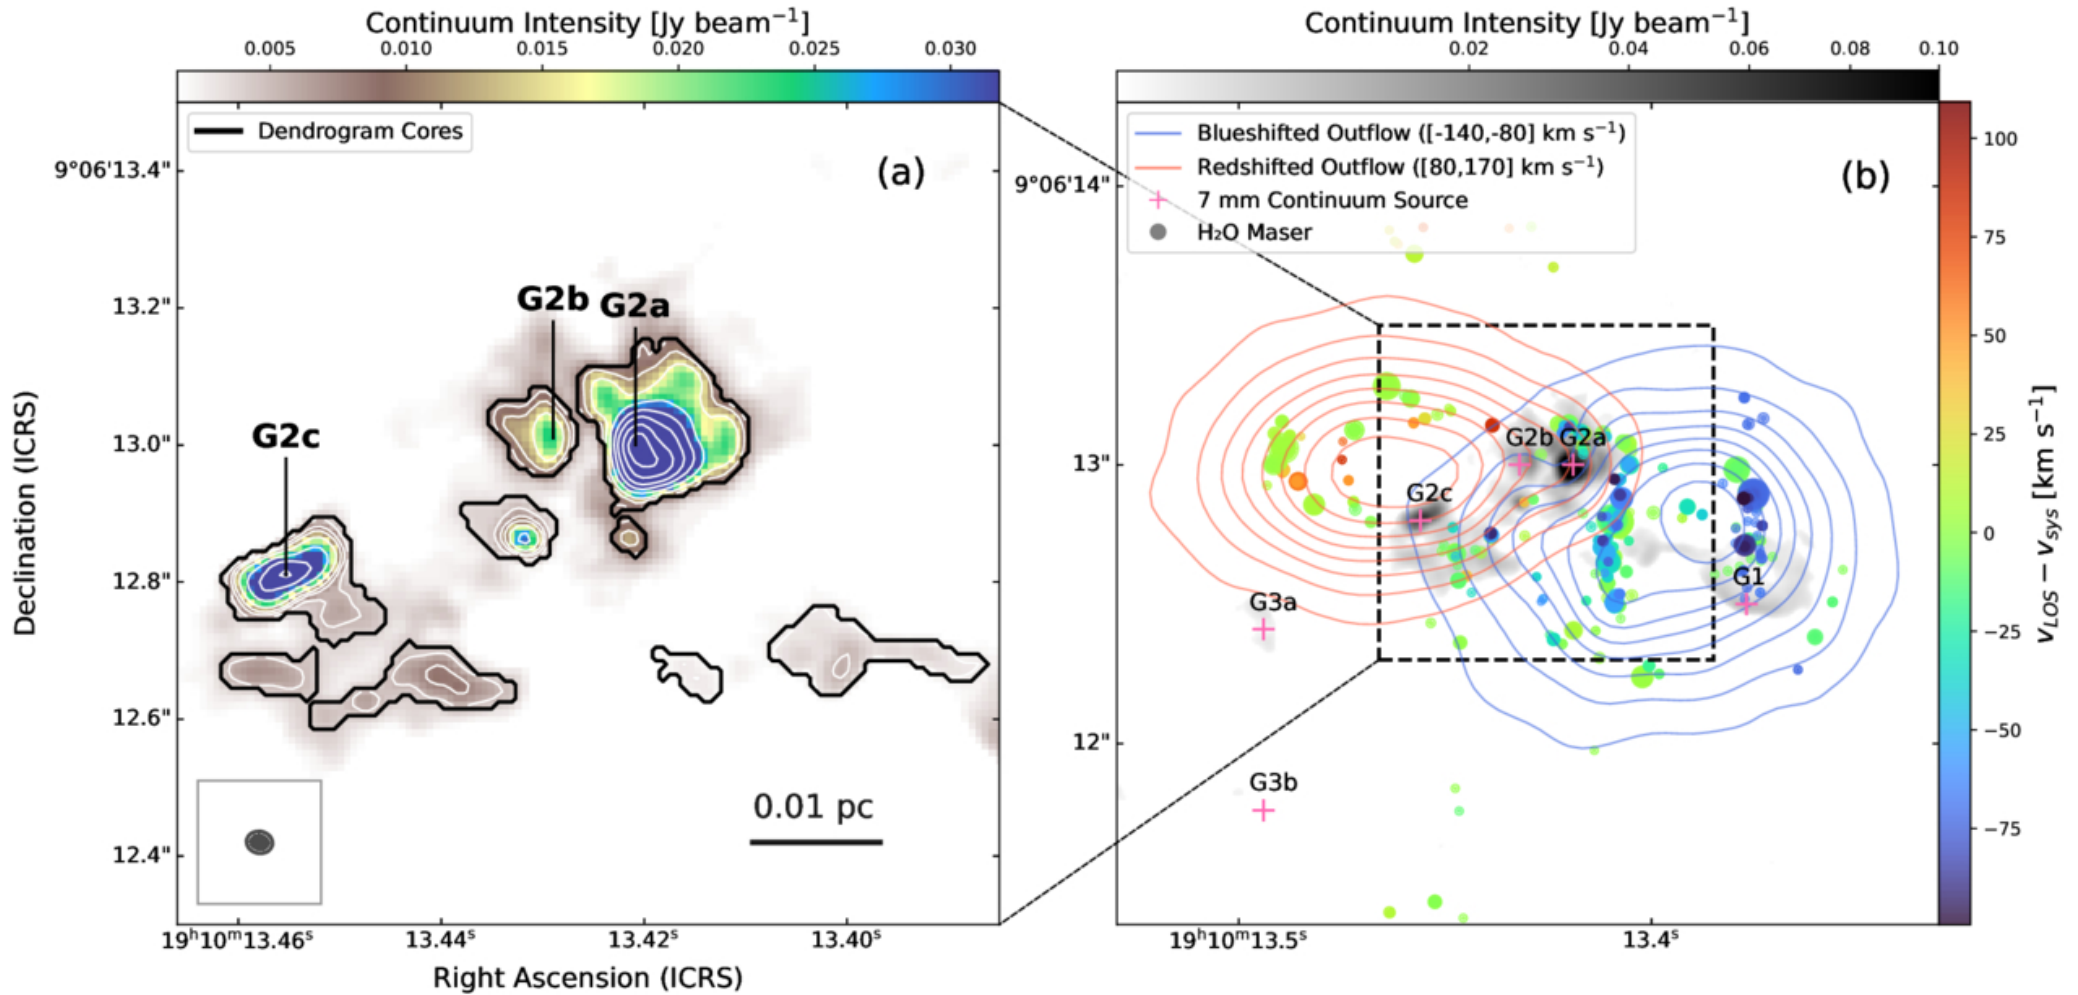 Continuum Intensity [Jy beam⁻¹]
0.005 0.010 0.015 0.020 0.025 0.030
Dendrogram Cores
(a)
9°06'13.4"
13.2"
13.0"
12.8"
12.6"
12.4"
Declination (ICRS)
G2b G2a
G2c
0.01 pc
19ʰ10ᵐ13.46ˢ 13.44ˢ 13.42ˢ 13.40ˢ
Right Ascension (ICRS)
Continuum Intensity [Jy beam⁻¹]
0.02 0.04 0.06 0.08 0.10
Blueshifted Outflow ([-140,-80] km s⁻¹)
Redshifted Outflow ([80,170] km s⁻¹)
7 mm Continuum Source
H₂O Maser
(b)
9°06'14"
13"
12"
G2b G2a
G2c
G1
G3a
G3b
19ʰ10ᵐ13.5ˢ 13.4ˢ
100
75
50
25
0
−25
−50
−75
v_LOS − v_sys [km s⁻¹]